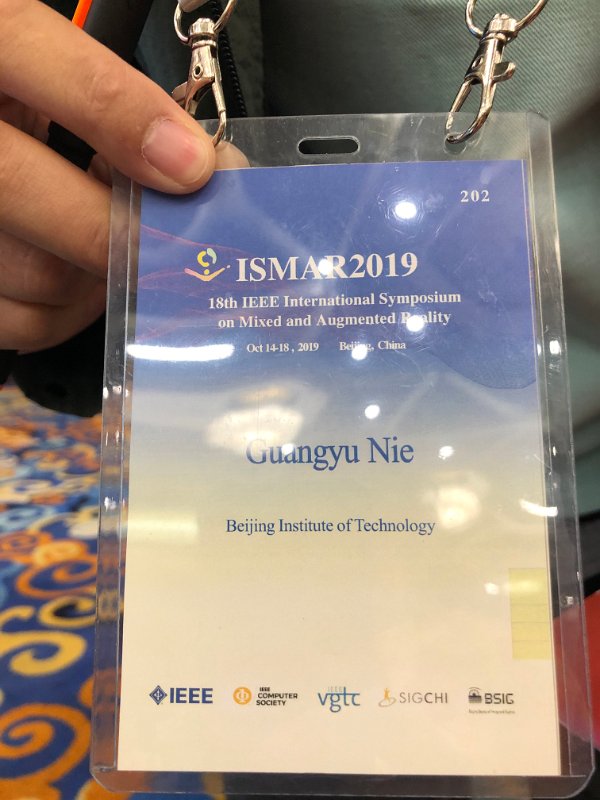 202
ISMAR2019
18th IEEE International Symposium
on Mixed and Augmented Reality
Oct 14-18, 2019 Beijing, China
Guangyu Nie
Beijing Institute of Technology
IEEE
IEEE COMPUTER SOCIETY
IEEE vgtc
SIGCHI
BSIG